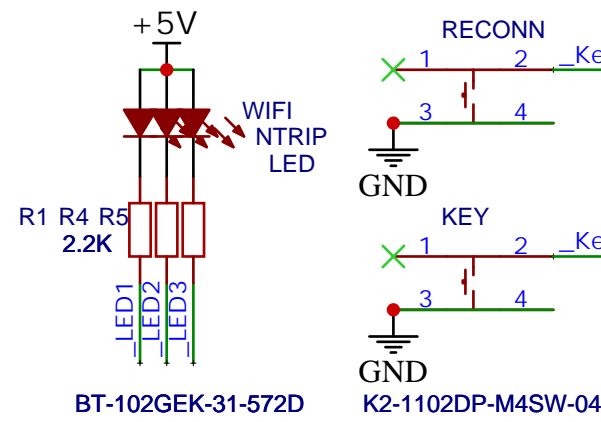 +5V
WIFI
NTRIP
LED
R1 R4 R5
2.2K
_LED1
_LED2
_LED3
BT-102GEK-31-572D
RECONN
1 2 _Ke
3 4
GND
KEY
1 2 _Ke
3 4
GND
K2-1102DP-M4SW-04